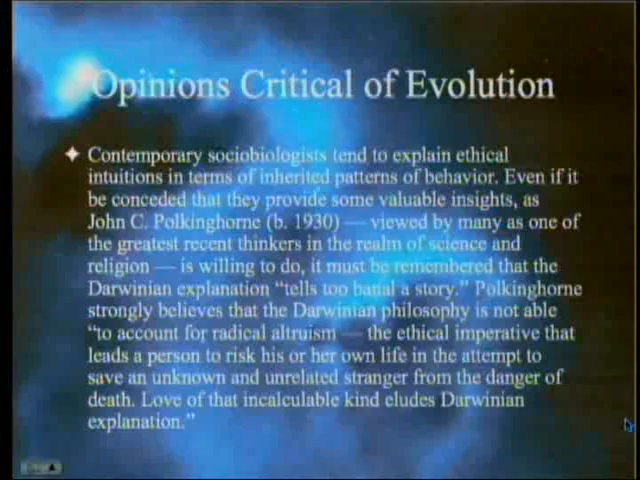 Opinions Critical of Evolution
Contemporary sociobiologists tend to explain ethical
intuitions in terms of inherited patterns of behavior. Even if it
be conceded that they provide some valuable insights, as
John C. Polkinghorne (b. 1930) — viewed by many as one of
the greatest recent thinkers in the realm of science and
religion — is willing to do, it must be remembered that the
Darwinian explanation “tells too banal a story.” Polkinghorne
strongly believes that the Darwinian philosophy is not able
“to account for radical altruism — the ethical imperative that
leads a person to risk his or her own life in the attempt to
save an unknown and unrelated stranger from the danger of
death. Love of that incalculable kind eludes Darwinian
explanation.”